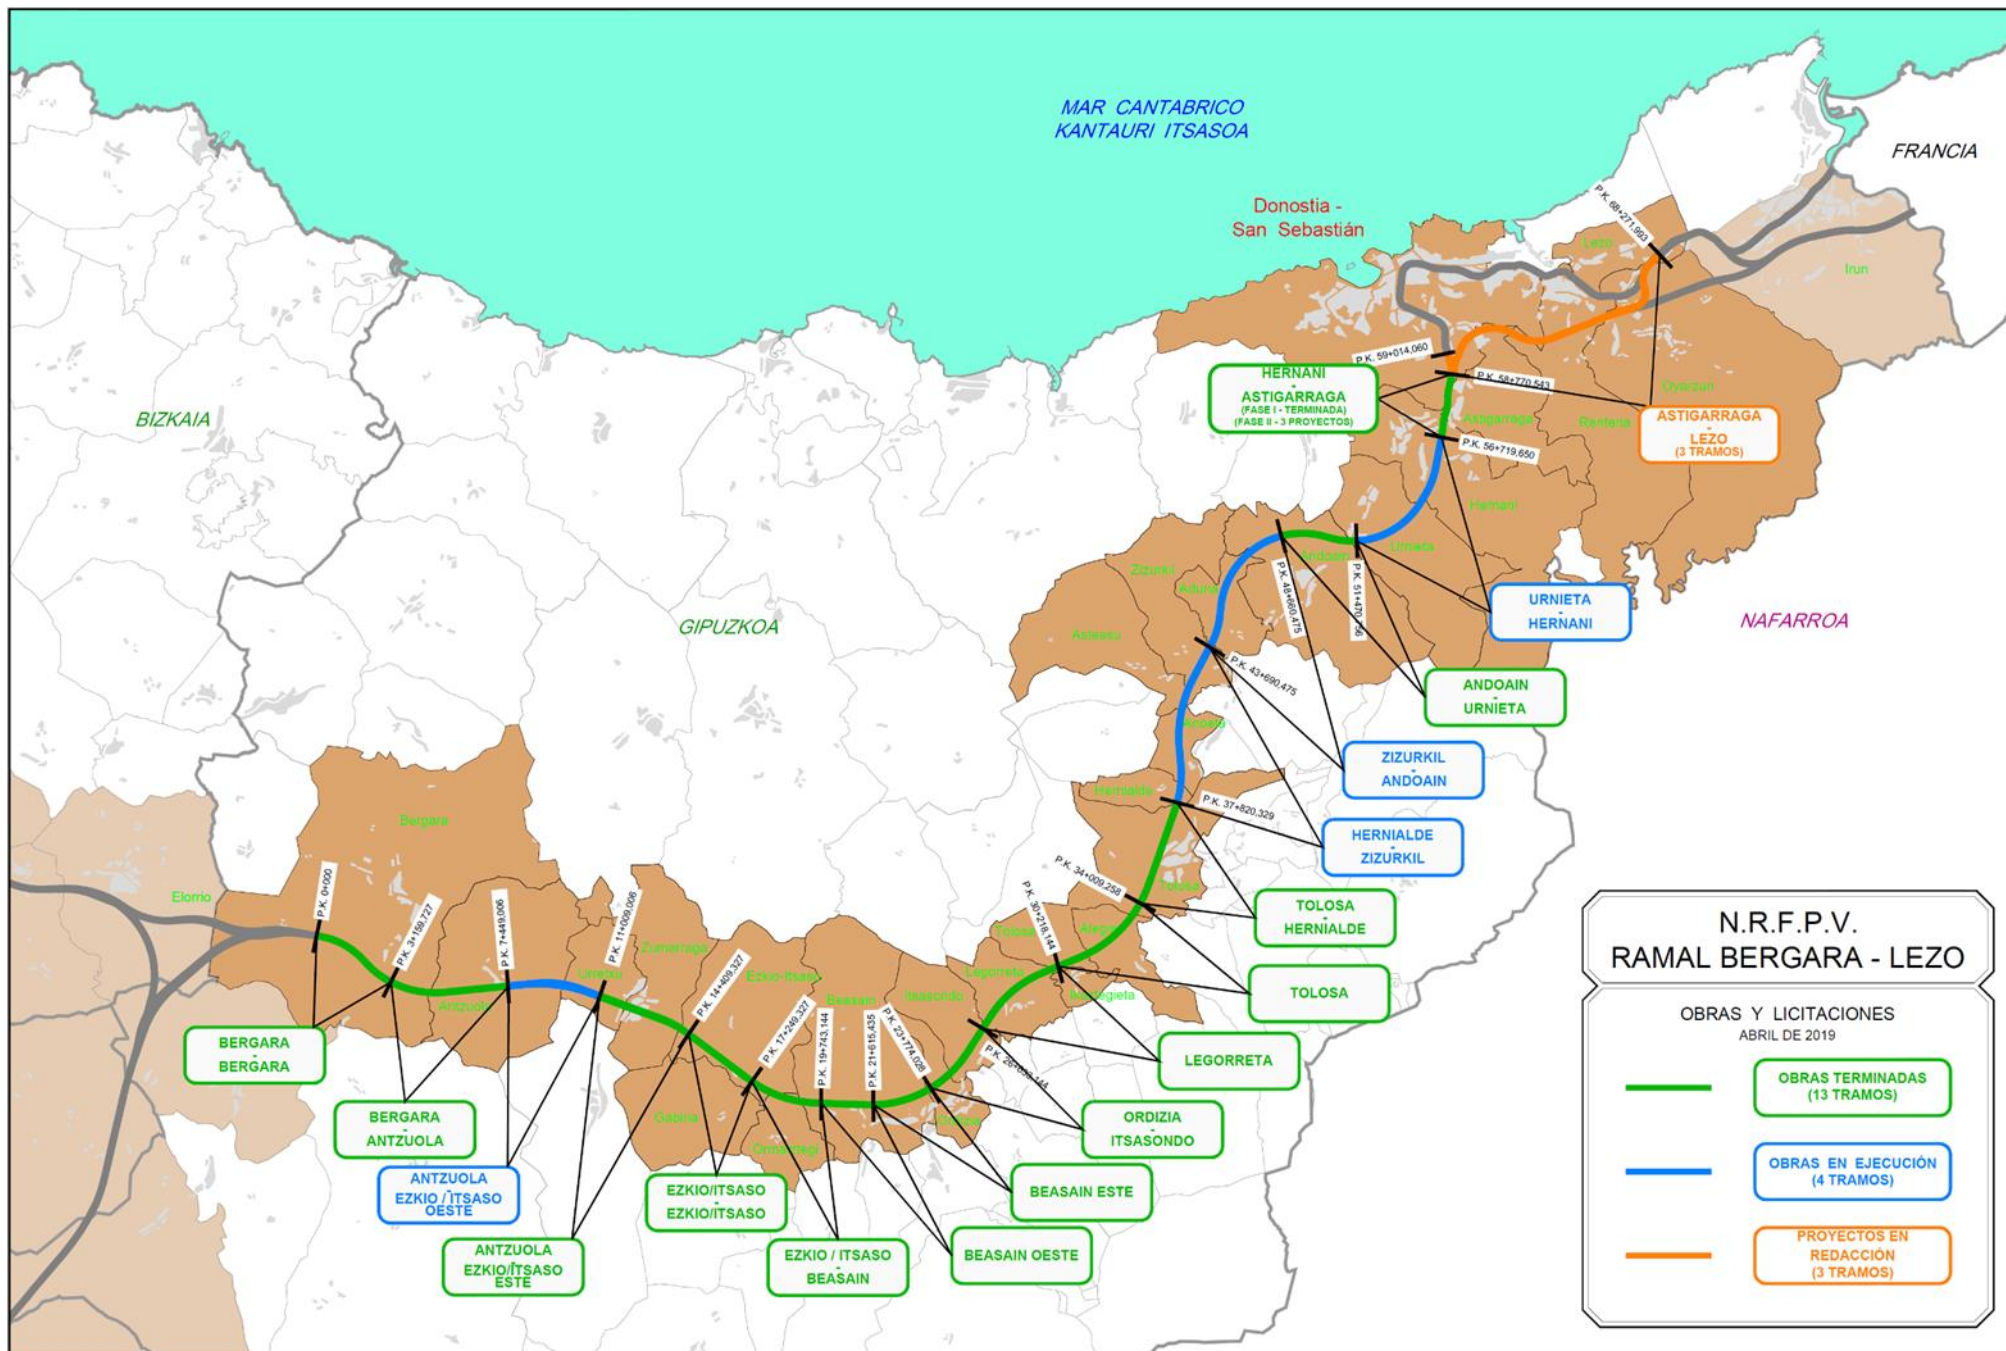 MAR CANTABRICO
KANTAURI ITSASOA
FRANCIA
Donostia -
San Sebastián
P.K. 68+271,993
Lezo
Irun
P.K. 59+014,060
HERNANI
-
ASTIGARRAGA
(FASE I - TERMINADA)
(FASE II - 3 PROYECTOS)
P.K. 58+770,543
Oyarzun
Astigarraga
Renteria
ASTIGARRAGA
-
LEZO
(3 TRAMOS)
BIZKAIA
P.K. 56+719,650
Hernani
Urnieta
Andoain
Zizurkil
Aduna
P.K. 48+660,475
URNIETA
-
HERNANI
GIPUZKOA
NAFARROA
Asteasu
P.K. 43+690,475
ANDOAIN
-
URNIETA
Anoeta
ZIZURKIL
-
ANDOAIN
Hernialde
P.K. 37+820,329
HERNIALDE
-
ZIZURKIL
Bergara
P.K. 34+009,258
Tolosa
Elorrio
P.K. 0+000
P.K. 3+159,727
P.K. 7+449,006
P.K. 11+009,006
P.K. 30+218,144
TOLOSA
-
HERNIALDE
Tolosa
Zumarraga
P.K. 14+409,327
Ezkio-Itsaso
Legorreta
Urretxu
TOLOSA
Antzuola
Beasain
Itsasondo
P.K. 17+249,327
P.K. 19+743,144
P.K. 21+615,435
P.K. 23+774,028
BERGARA
-
BERGARA
LEGORRETA
Gabiria
BERGARA
-
ANTZUOLA
ORDIZIA
-
ITSASONDO
ANTZUOLA
-
EZKIO / ITSASO
OESTE
EZKIO/ITSASO
-
EZKIO/ITSASO
BEASAIN ESTE
ANTZUOLA
-
EZKIO/ITSASO
ESTE
EZKIO / ITSASO
-
BEASAIN
BEASAIN OESTE
N.R.F.P.V.
RAMAL BERGARA - LEZO
OBRAS Y LICITACIONES
ABRIL DE 2019
OBRAS TERMINADAS
(13 TRAMOS)
OBRAS EN EJECUCIÓN
(4 TRAMOS)
PROYECTOS EN
REDACCIÓN
(3 TRAMOS)